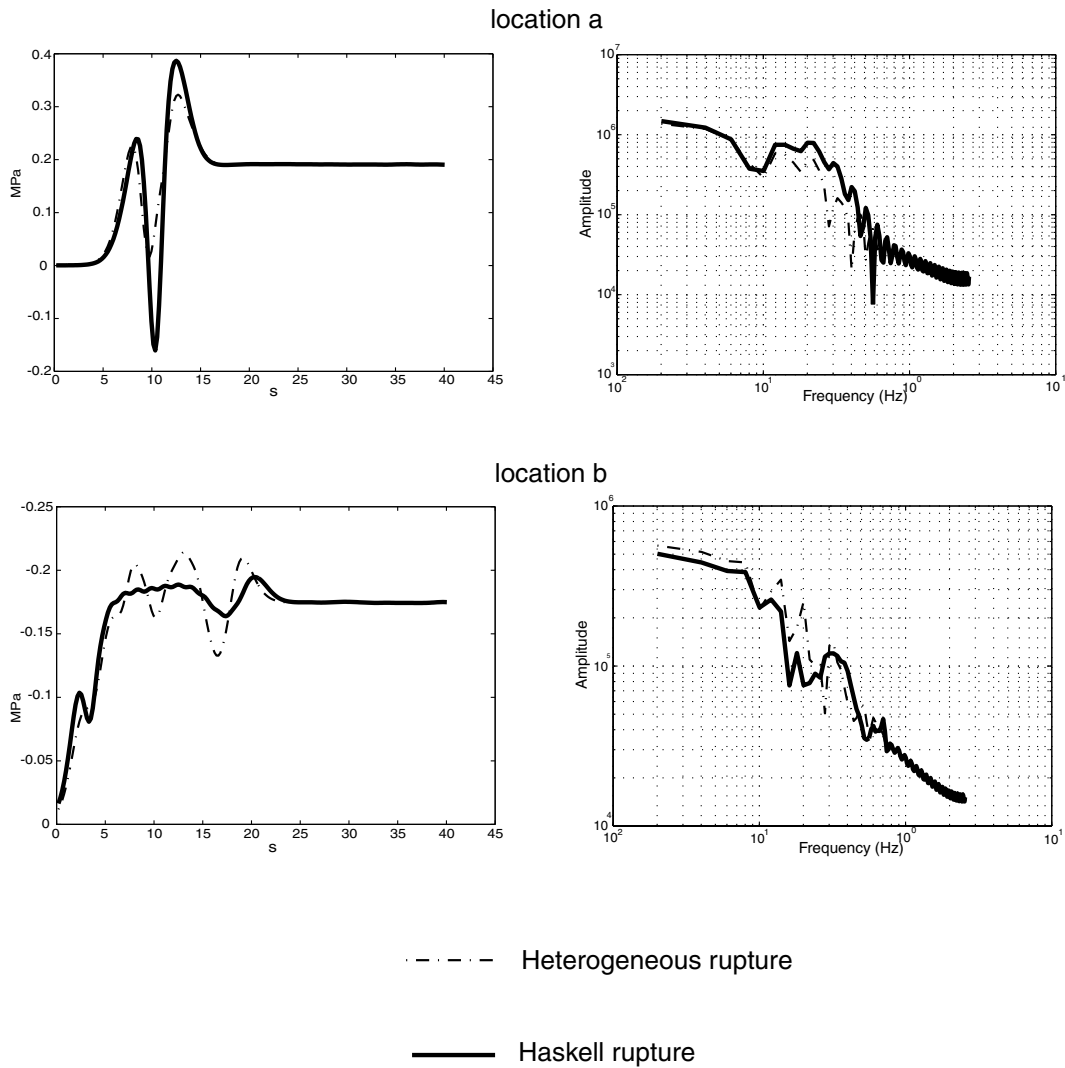 location a
0.4
0.3
0.2
0.1
0
-0.1
-0.2
MPa
0 5 10 15 20 25 30 35 40 45
s
10^7
10^6
10^5
10^4
10^3
Amplitude
10^2 10^1 10^0 10^1
Frequency (Hz)
location b
-0.25
-0.2
-0.15
-0.1
-0.05
0
MPa
0 5 10 15 20 25 30 35 40 45
s
10^6
10^5
10^4
Amplitude
10^2 10^1 10^0 10^1
Frequency (Hz)
Heterogeneous rupture
Haskell rupture